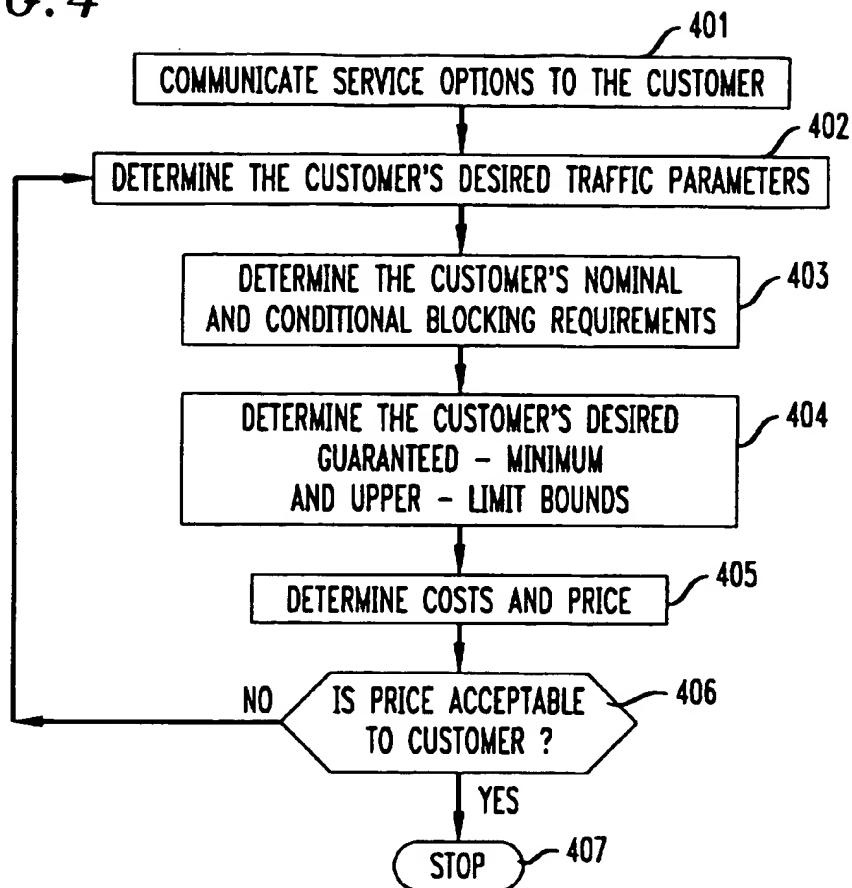 G. 4
401
COMMUNICATE SERVICE OPTIONS TO THE CUSTOMER
402
DETERMINE THE CUSTOMER'S DESIRED TRAFFIC PARAMETERS
403
DETERMINE THE CUSTOMER'S NOMINAL
AND CONDITIONAL BLOCKING REQUIREMENTS
404
DETERMINE THE CUSTOMER'S DESIRED
GUARANTEED - MINIMUM
AND UPPER - LIMIT BOUNDS
405
DETERMINE COSTS AND PRICE
406
NO
IS PRICE ACCEPTABLE
TO CUSTOMER ?
YES
407
STOP